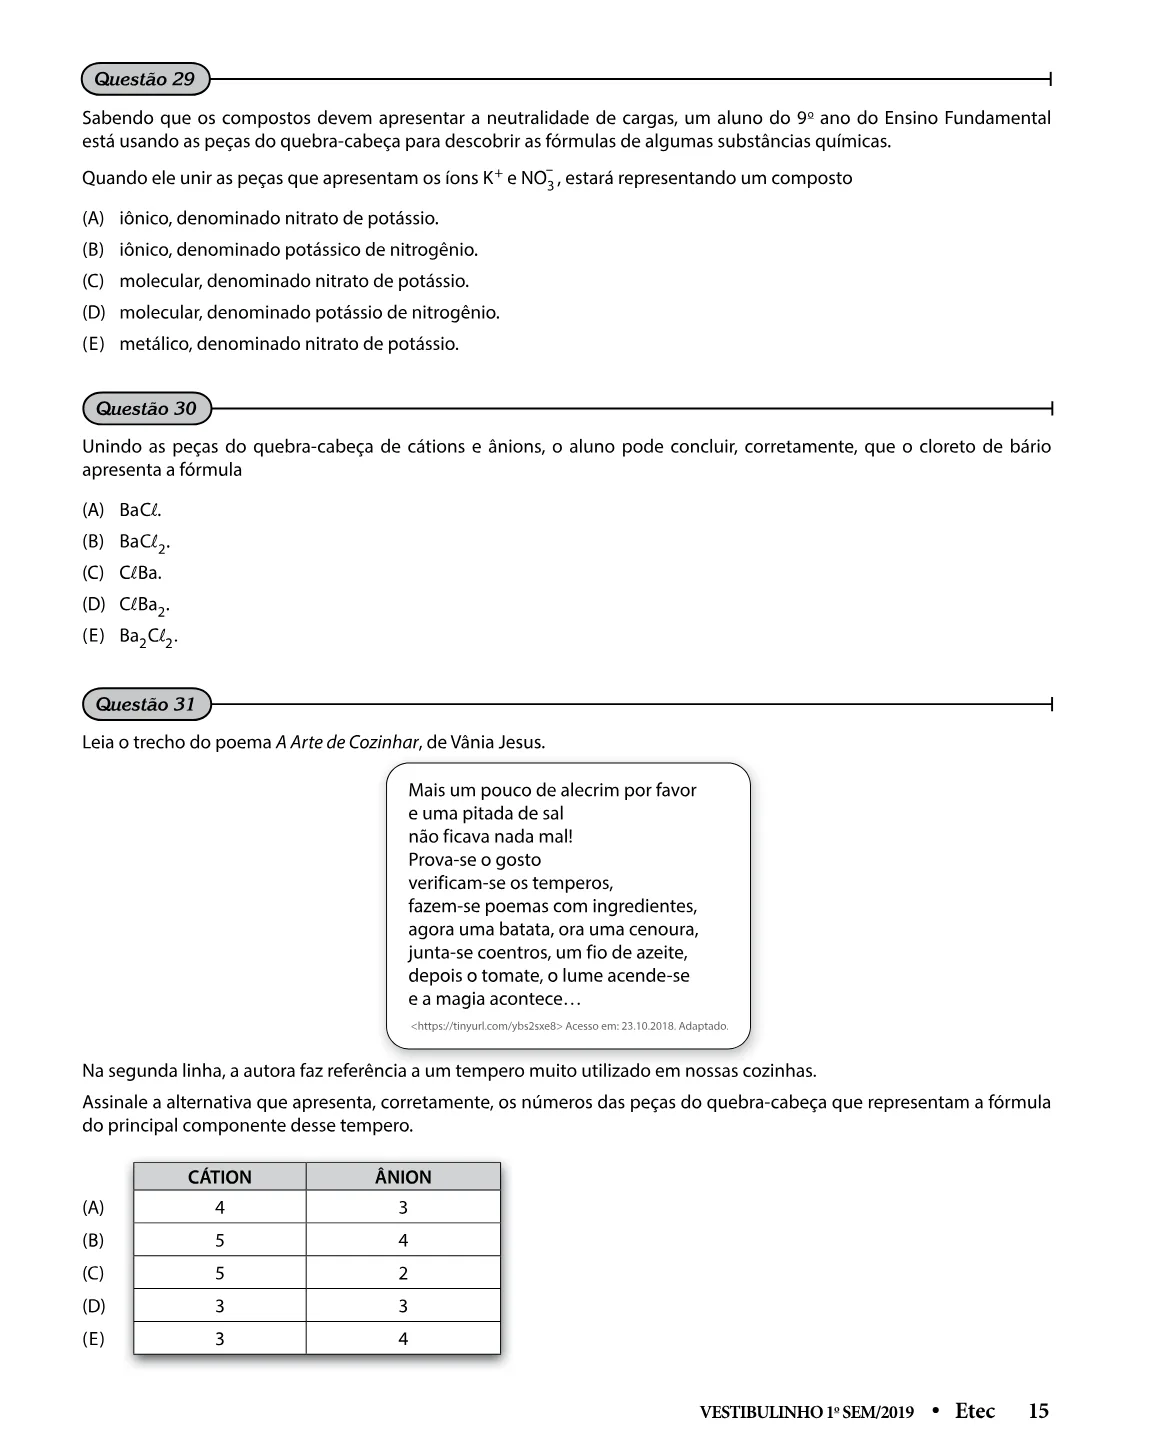 Questão 29
Sabendo que os compostos devem apresentar a neutralidade de cargas, um aluno do 9º ano do Ensino Fundamental
está usando as peças do quebra-cabeça para descobrir as fórmulas de algumas substâncias químicas.
Quando ele unir as peças que apresentam os íons K⁺ e NO₃⁻, estará representando um composto
(A) iônico, denominado nitrato de potássio.
(B) iônico, denominado potássico de nitrogênio.
(C) molecular, denominado nitrato de potássio.
(D) molecular, denominado potássio de nitrogênio.
(E) metálico, denominado nitrato de potássio.
Questão 30
Unindo as peças do quebra-cabeça de cátions e ânions, o aluno pode concluir, corretamente, que o cloreto de bário
apresenta a fórmula
(A) BaCℓ.
(B) BaCℓ₂.
(C) CℓBa.
(D) CℓBa₂.
(E) Ba₂Cℓ₂.
Questão 31
Leia o trecho do poema A Arte de Cozinhar, de Vânia Jesus.
Mais um pouco de alecrim por favor
e uma pitada de sal
não ficava nada mal!
Prova-se o gosto
verificam-se os temperos,
fazem-se poemas com ingredientes,
agora uma batata, ora uma cenoura,
junta-se coentros, um fio de azeite,
depois o tomate, o lume acende-se
e a magia acontece…
<https://tinyurl.com/ybs2sxe8> Acesso em: 23.10.2018. Adaptado.
Na segunda linha, a autora faz referência a um tempero muito utilizado em nossas cozinhas.
Assinale a alternativa que apresenta, corretamente, os números das peças do quebra-cabeça que representam a fórmula
do principal componente desse tempero.
CÁTION ÂNION
(A) 4 3
(B) 5 4
(C) 5 2
(D) 3 3
(E) 3 4
VESTIBULINHO 1º SEM/2019 • Etec 15